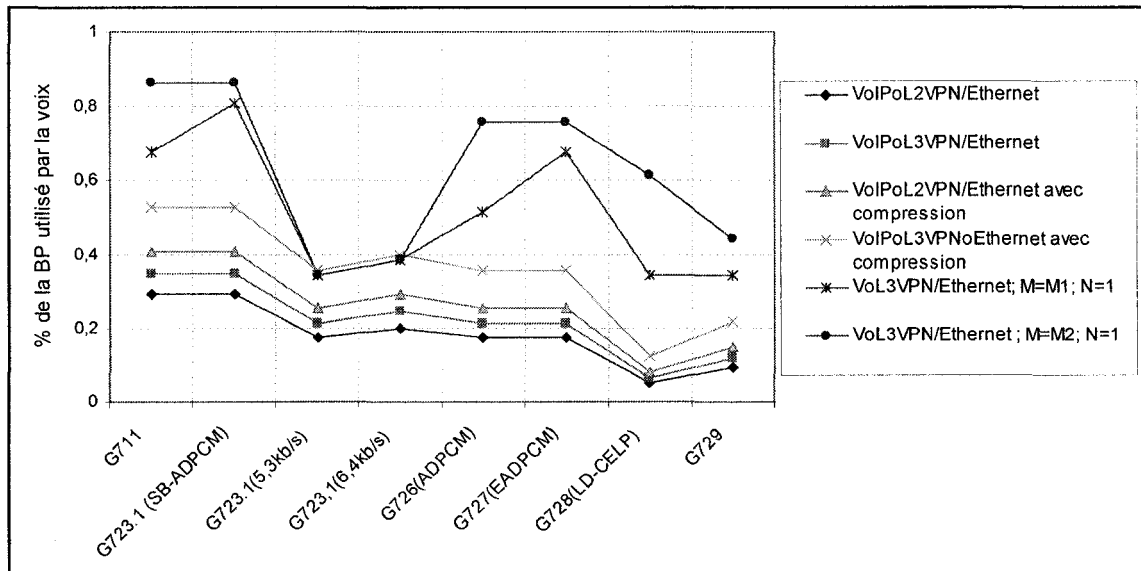 % de la BP utilisé par la voix
1
0,8
0,6
0,4
0,2
0
G711
G723.1 (SB-ADPCM)
G723.1(5,3kb/s)
G723,1(6,4kb/s)
G726(ADPCM)
G727(EADPCM)
G728(LD-CELP)
G729
VoIPoL2VPN/Ethernet
VoIPoL3VPN/Ethernet
VoIPoL2VPN/Ethernet avec
compression
VoIPoL3VPNoEthernet avec
compression
VoL3VPN/Ethernet; M=M1; N=1
VoL3VPN/Ethernet ; M=M2; N=1